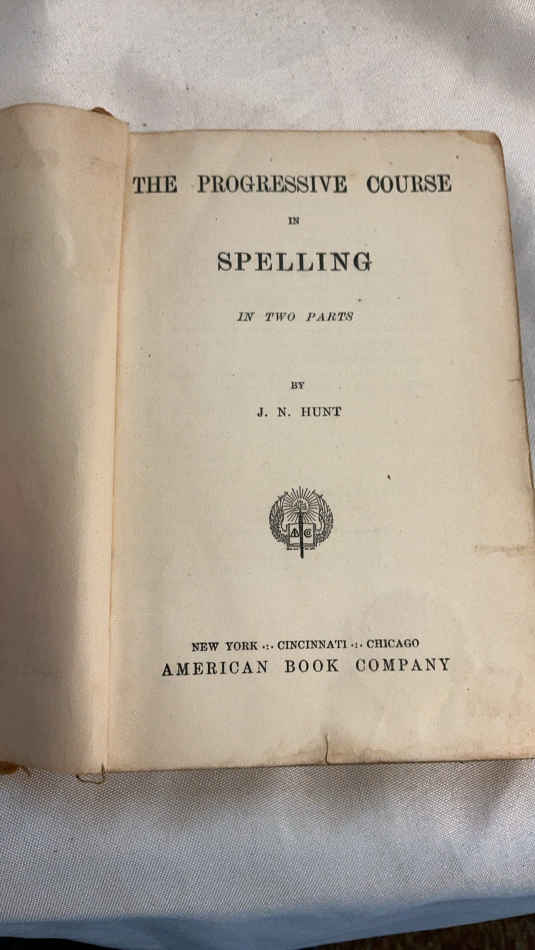 THE PROGRESSIVE COURSE
IN
SPELLING
IN TWO PARTS
BY
J. N. HUNT
A B C
NEW YORK .:. CINCINNATI .:. CHICAGO
AMERICAN BOOK COMPANY